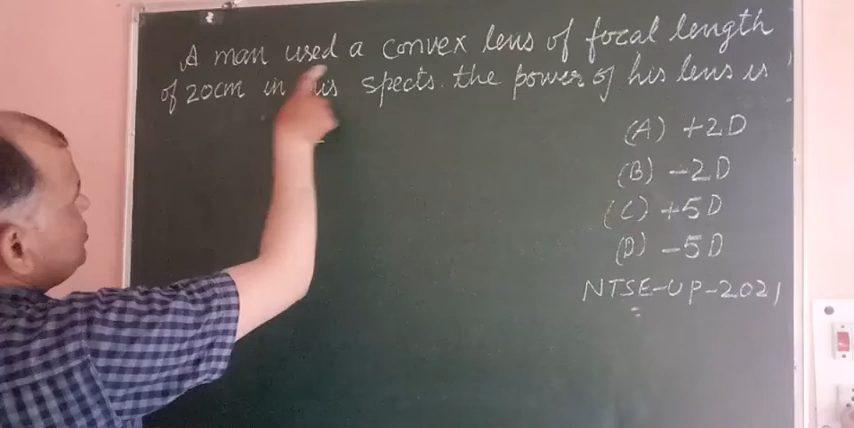 A man used a convex lens of focal length
of 20cm in his spects. the power of his lens is
(A) +2D
(B) -2D
(C) +5D
(D) -5D
NTSE-UP-2021